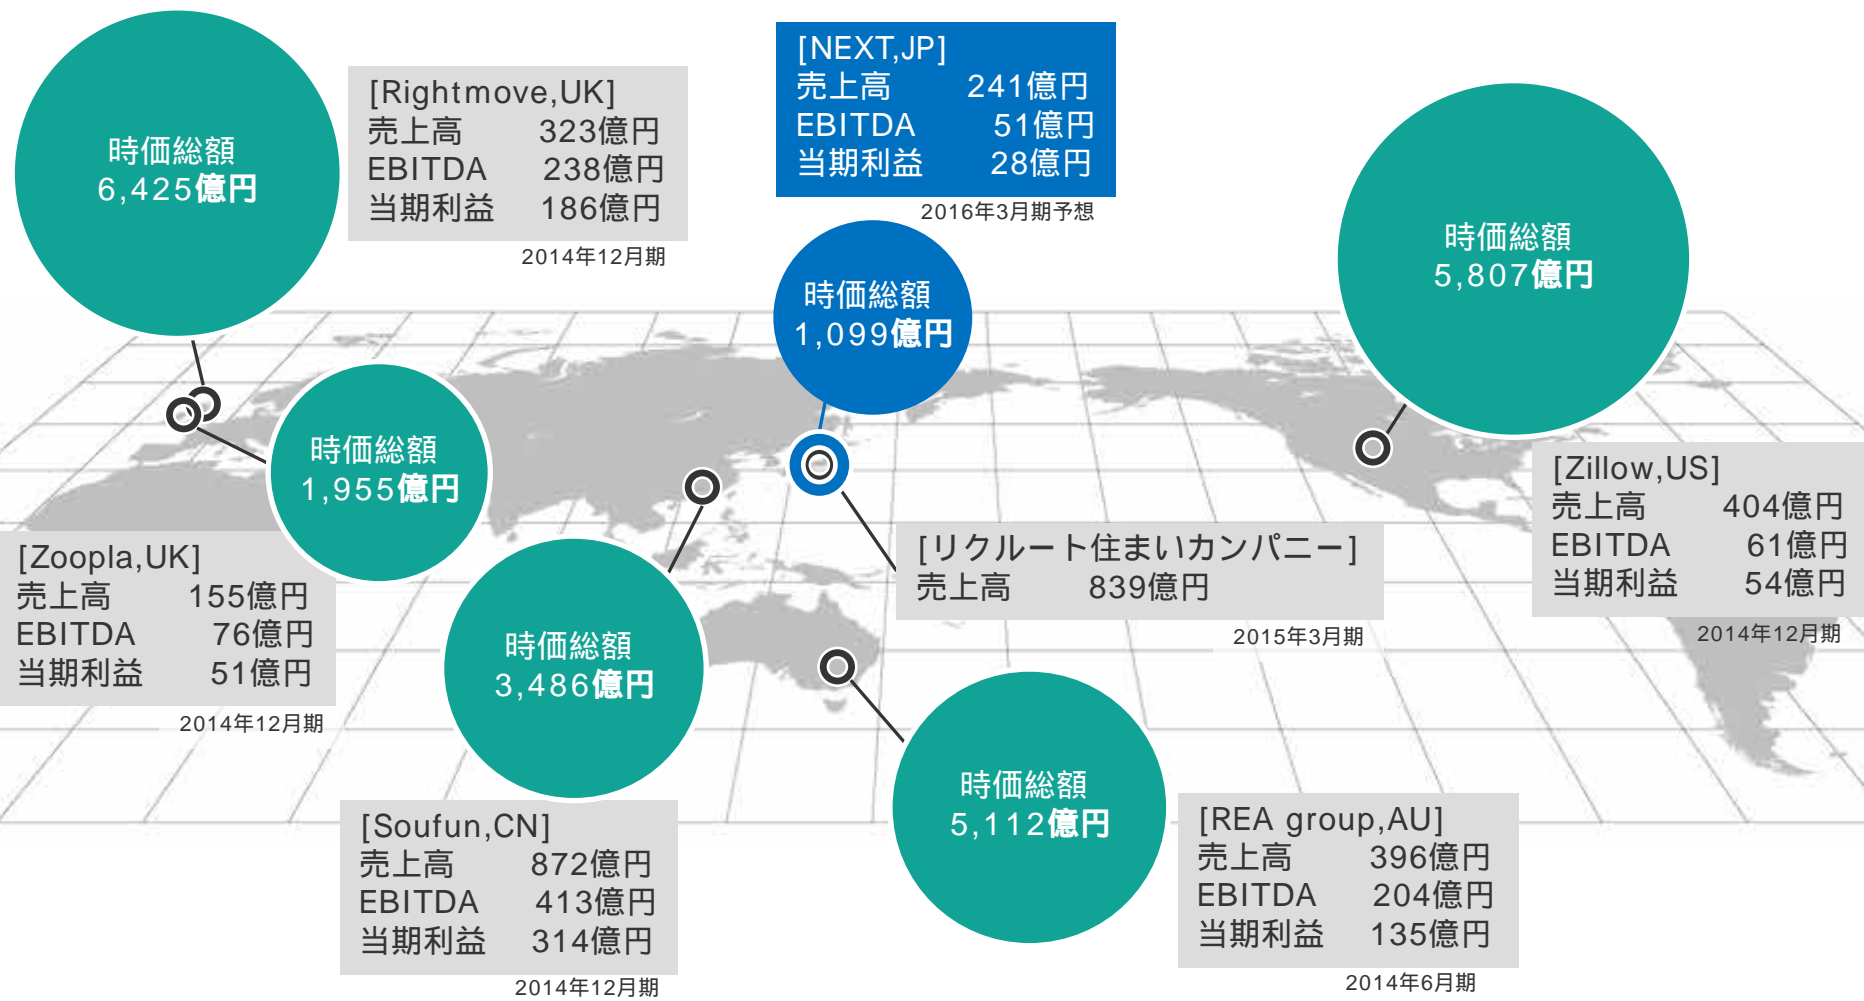 時価総額
6,425億円
[Rightmove,UK]
売上高 323億円
EBITDA 238億円
当期利益 186億円
2014年12月期
[NEXT,JP]
売上高 241億円
EBITDA 51億円
当期利益 28億円
2016年3月期予想
時価総額
1,099億円
時価総額
5,807億円
[Zillow,US]
売上高 404億円
EBITDA 61億円
当期利益 54億円
2014年12月期
時価総額
1,955億円
[Zoopla,UK]
売上高 155億円
EBITDA 76億円
当期利益 51億円
2014年12月期
[リクルート住まいカンパニー]
売上高 839億円
2015年3月期
時価総額
3,486億円
[Soufun,CN]
売上高 872億円
EBITDA 413億円
当期利益 314億円
2014年12月期
時価総額
5,112億円
[REA group,AU]
売上高 396億円
EBITDA 204億円
当期利益 135億円
2014年6月期